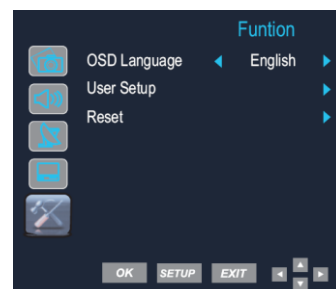 Funtion
OSD Language English
User Setup
Reset
OK SETUP EXIT